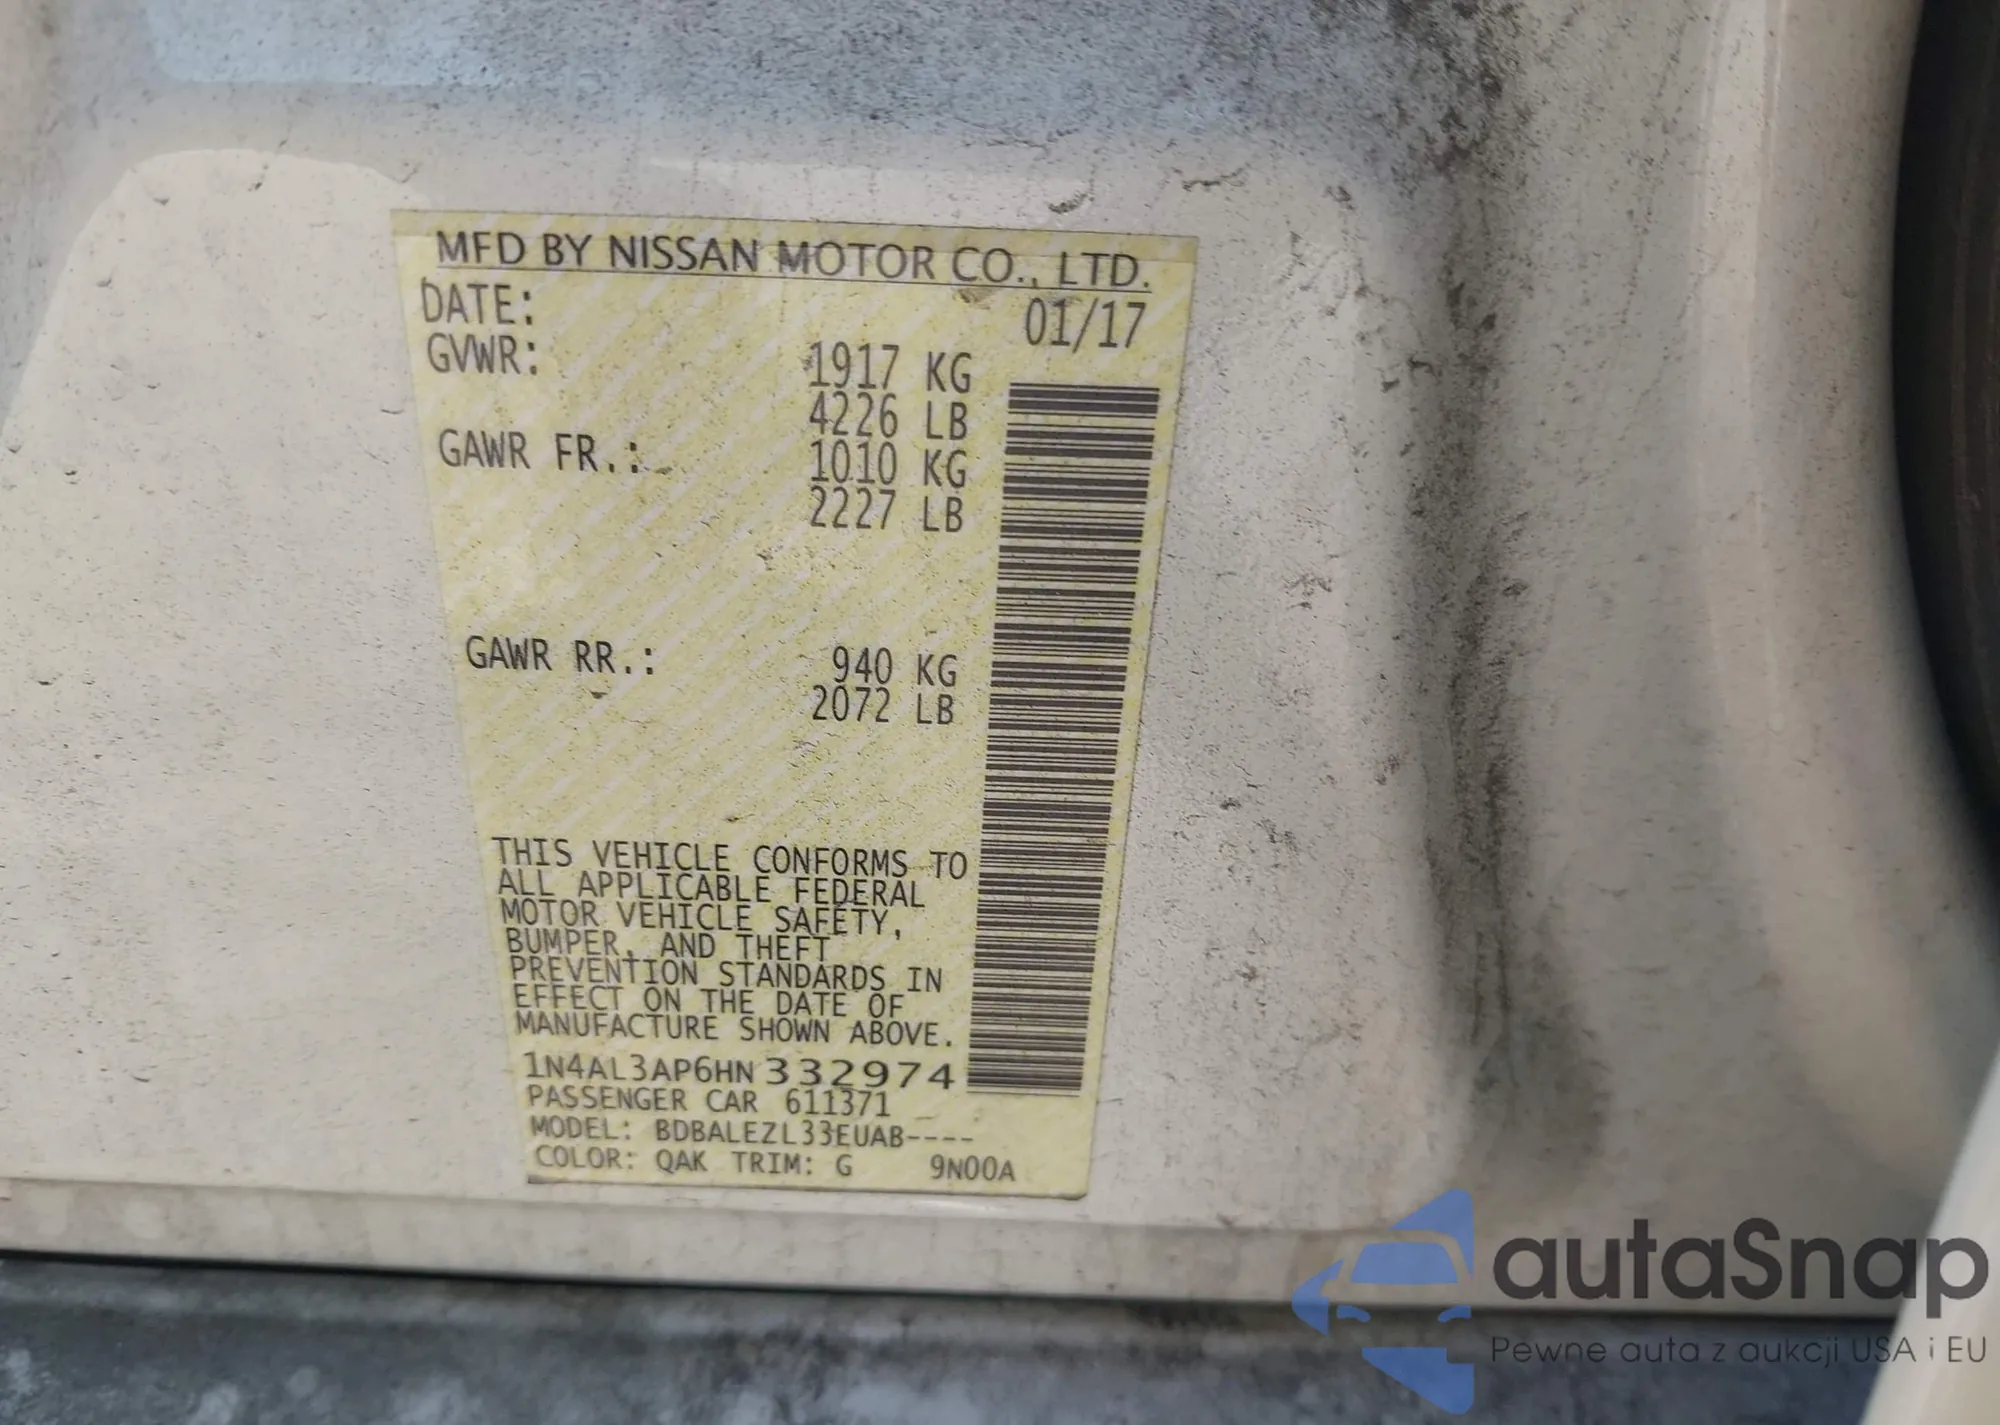 MFD BY NISSAN MOTOR CO., LTD.
DATE: 01/17
GVWR: 1917 KG
4226 LB
GAWR FR.: 1010 KG
2227 LB
GAWR RR.: 940 KG
2072 LB
THIS VEHICLE CONFORMS TO
ALL APPLICABLE FEDERAL
MOTOR VEHICLE SAFETY,
BUMPER, AND THEFT
PREVENTION STANDARDS IN
EFFECT ON THE DATE OF
MANUFACTURE SHOWN ABOVE.
1N4AL3AP6HN332974
PASSENGER CAR 611371
MODEL: BDBALEZL33EUAB----
COLOR: QAK TRIM: G 9N00A
autaSnap
Pewne auta z aukcji USA i EU